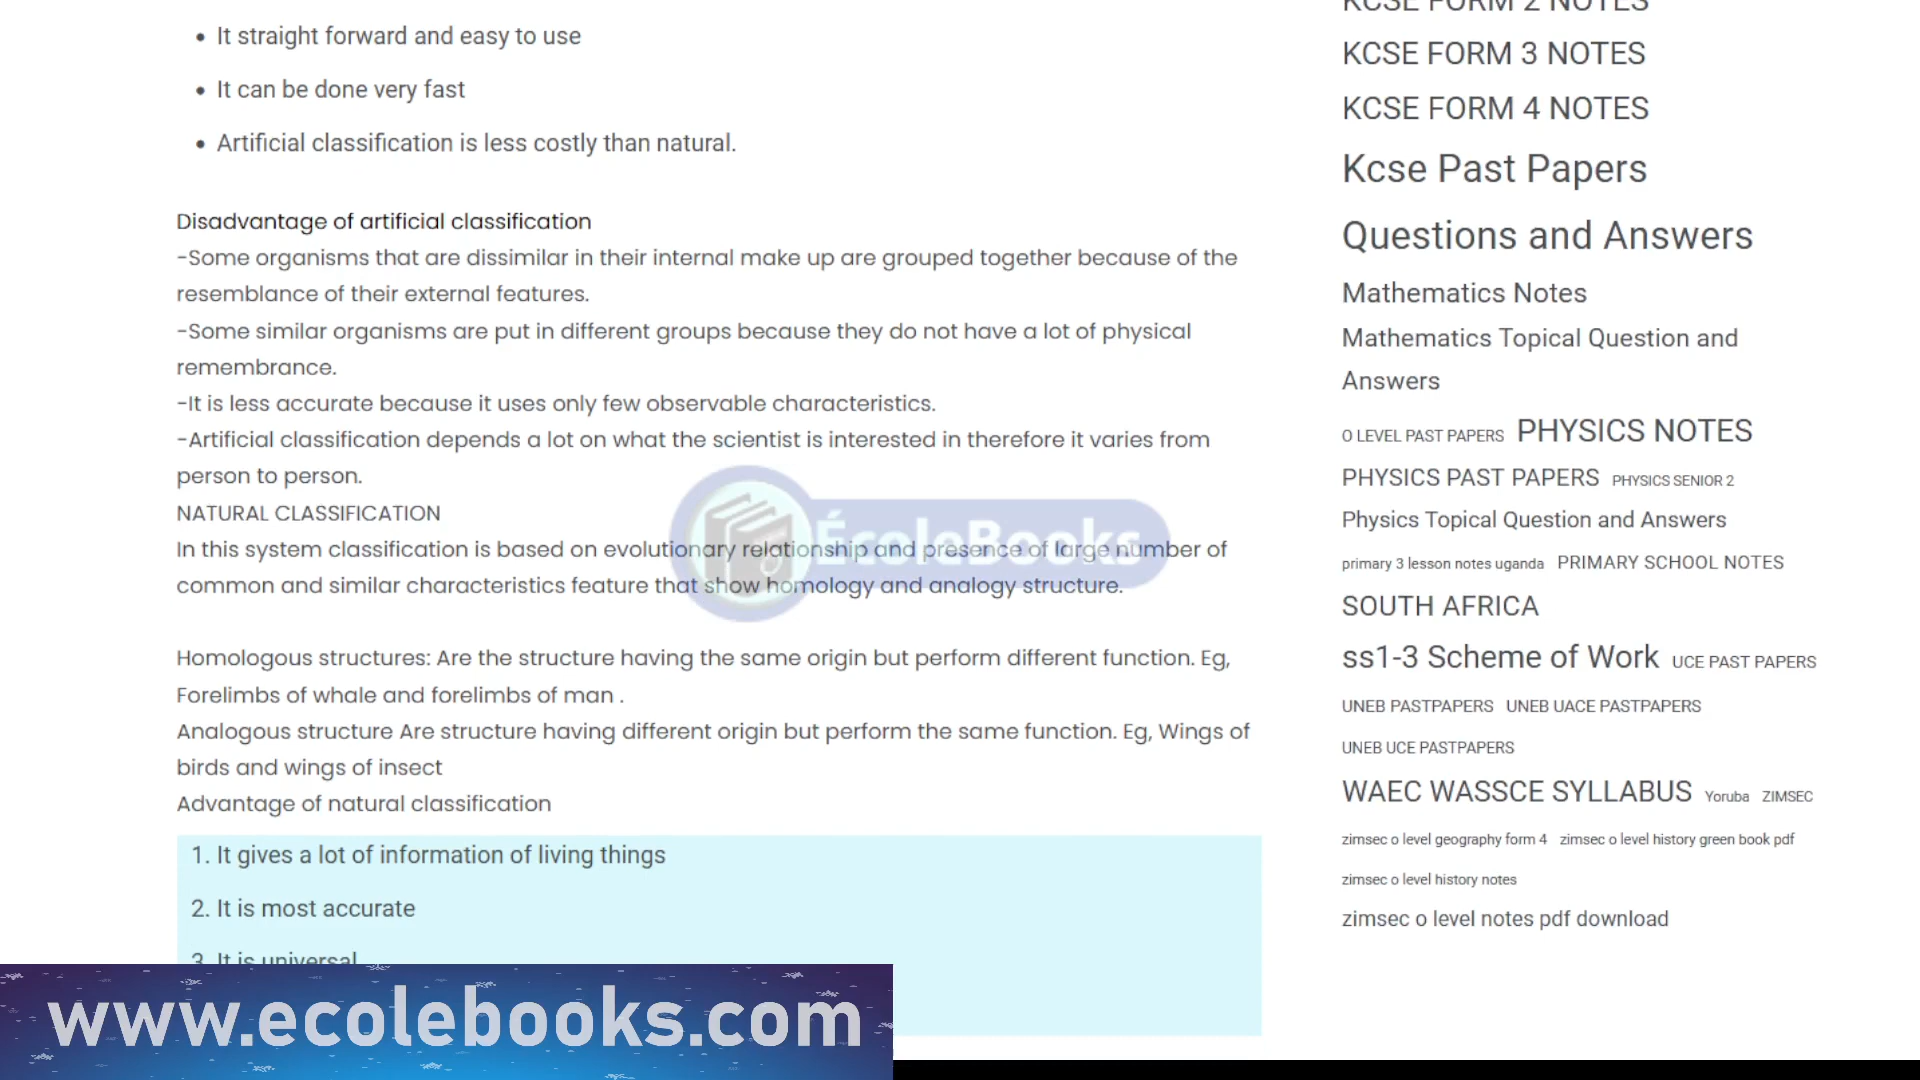 • It straight forward and easy to use
• It can be done very fast
• Artificial classification is less costly than natural.
Disadvantage of artificial classification
-Some organisms that are dissimilar in their internal make up are grouped together because of the
resemblance of their external features.
-Some similar organisms are put in different groups because they do not have a lot of physical
remembrance.
-It is less accurate because it uses only few observable characteristics.
-Artificial classification depends a lot on what the scientist is interested in therefore it varies from
person to person.
NATURAL CLASSIFICATION
In this system classification is based on evolutionary relationship and presence of large number of
common and similar characteristics feature that show homology and analogy structure.
ÉcoleBooks
Homologous structures: Are the structure having the same origin but perform different function. Eg,
Forelimbs of whale and forelimbs of man .
Analogous structure Are structure having different origin but perform the same function. Eg, Wings of
birds and wings of insect
Advantage of natural classification
1. It gives a lot of information of living things
2. It is most accurate
3. It is universal
www.ecolebooks.com
KCSE FORM 2 NOTES
KCSE FORM 3 NOTES
KCSE FORM 4 NOTES
Kcse Past Papers
Questions and Answers
Mathematics Notes
Mathematics Topical Question and
Answers
O LEVEL PAST PAPERS PHYSICS NOTES
PHYSICS PAST PAPERS PHYSICS SENIOR 2
Physics Topical Question and Answers
primary 3 lesson notes uganda PRIMARY SCHOOL NOTES
SOUTH AFRICA
ss1-3 Scheme of Work UCE PAST PAPERS
UNEB PASTPAPERS UNEB UACE PASTPAPERS
UNEB UCE PASTPAPERS
WAEC WASSCE SYLLABUS Yoruba ZIMSEC
zimsec o level geography form 4 zimsec o level history green book pdf
zimsec o level history notes
zimsec o level notes pdf download